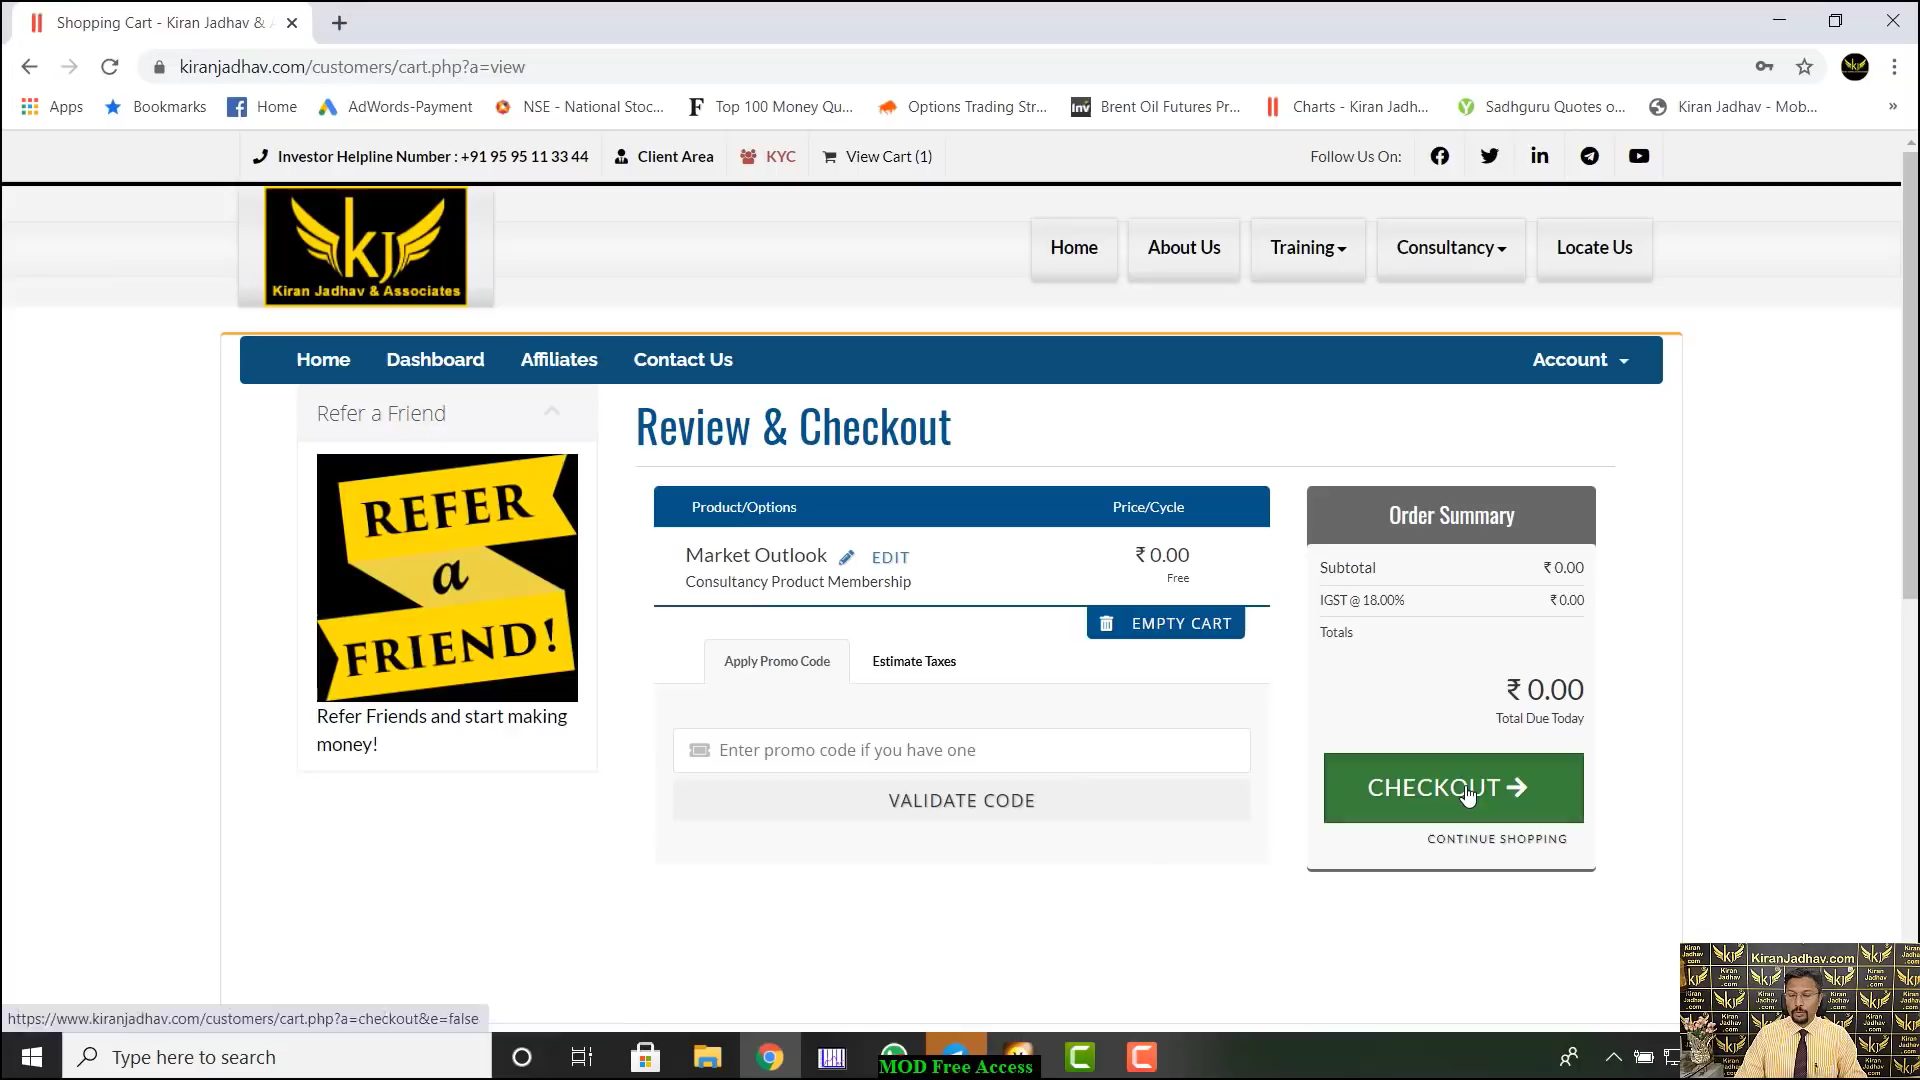 Shopping Cart - Kiran Jadhav &
kiranjadhav.com/customers/cart.php?a=view
Apps Bookmarks Home AdWords-Payment NSE - National Stoc... Top 100 Money Qu... Options Trading Str... Brent Oil Futures Pr... Charts - Kiran Jadh... Sadhguru Quotes o... Kiran Jadhav - Mob... »
Investor Helpline Number : +91 95 95 11 33 44 Client Area KYC View Cart (1) Follow Us On:
KJ
Kiran Jadhav & Associates
Home About Us Training Consultancy Locate Us
Home Dashboard Affiliates Contact Us Account
Refer a Friend
REFER
a
FRIEND!
Refer Friends and start making
money!
Review & Checkout
Product/Options Price/Cycle
Market Outlook EDIT ₹ 0.00
Consultancy Product Membership Free
EMPTY CART
Apply Promo Code Estimate Taxes
Enter promo code if you have one
VALIDATE CODE
Order Summary
Subtotal ₹ 0.00
IGST @ 18.00% ₹ 0.00
Totals
₹ 0.00
Total Due Today
CHECKOUT
CONTINUE SHOPPING
KiranJadhav.com
https://www.kiranjadhav.com/customers/cart.php?a=checkout&e=false
Type here to search
MOD Free Access